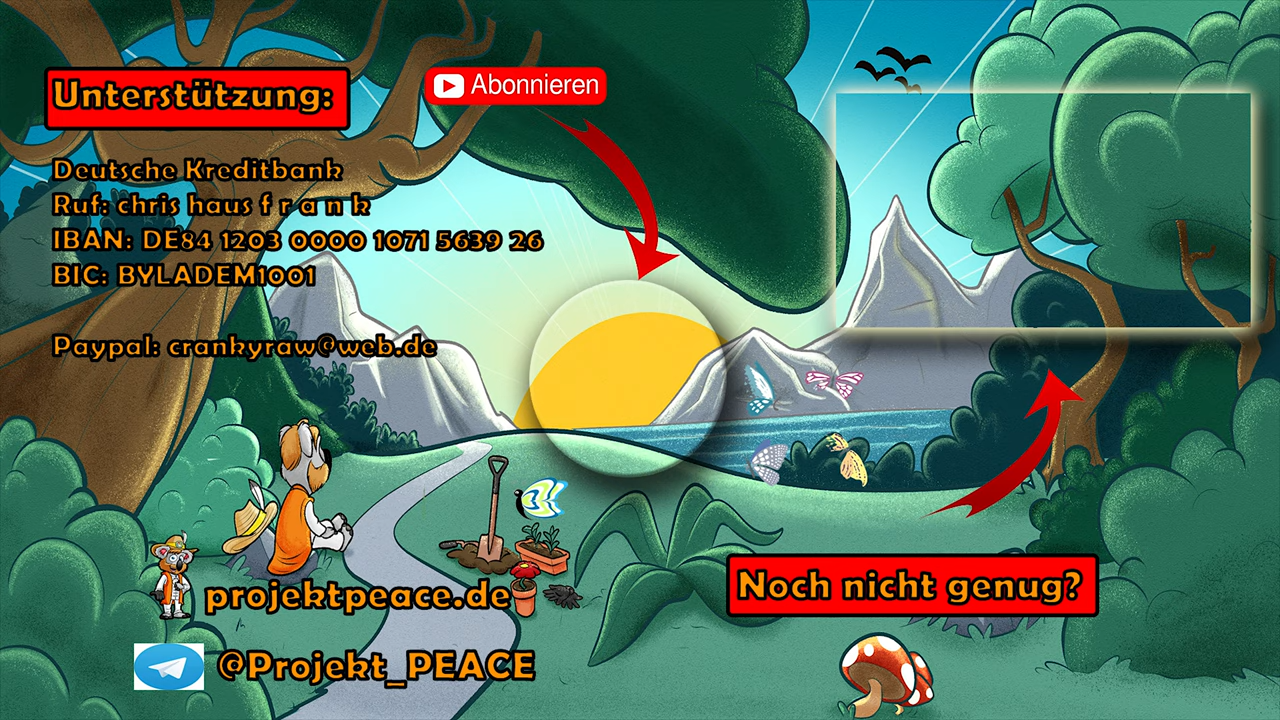 Unterstützung:
Abonnieren
Deutsche Kreditbank
Ruf: chris haus f r a n k
IBAN: DE84 1203 0000 1071 5639 26
BIC: BYLADEM1001
Paypal: crankyraw@web.de
Noch nicht genug?
projektpeace.de
@Projekt_PEACE